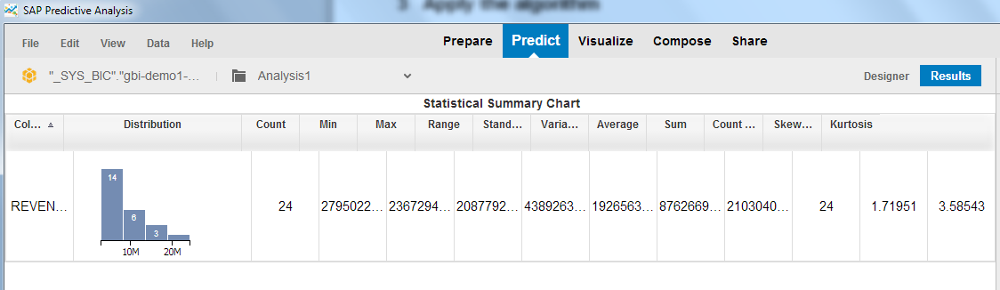 SAP Predictive Analysis
3 Apply the algorithm
File Edit View Data Help Prepare Predict Visualize Compose Share
"_SYS_BIC"."gbi-demo1-... Analysis1 Designer Results
Statistical Summary Chart
Col... Distribution Count Min Max Range Stand... Varia... Average Sum Count ... Skew... Kurtosis
14
6
3
REVEN... 24 2795022... 2367294... 2087792... 4389263... 1926563... 8762669... 2103040... 24 1.71951 3.58543
10M 20M